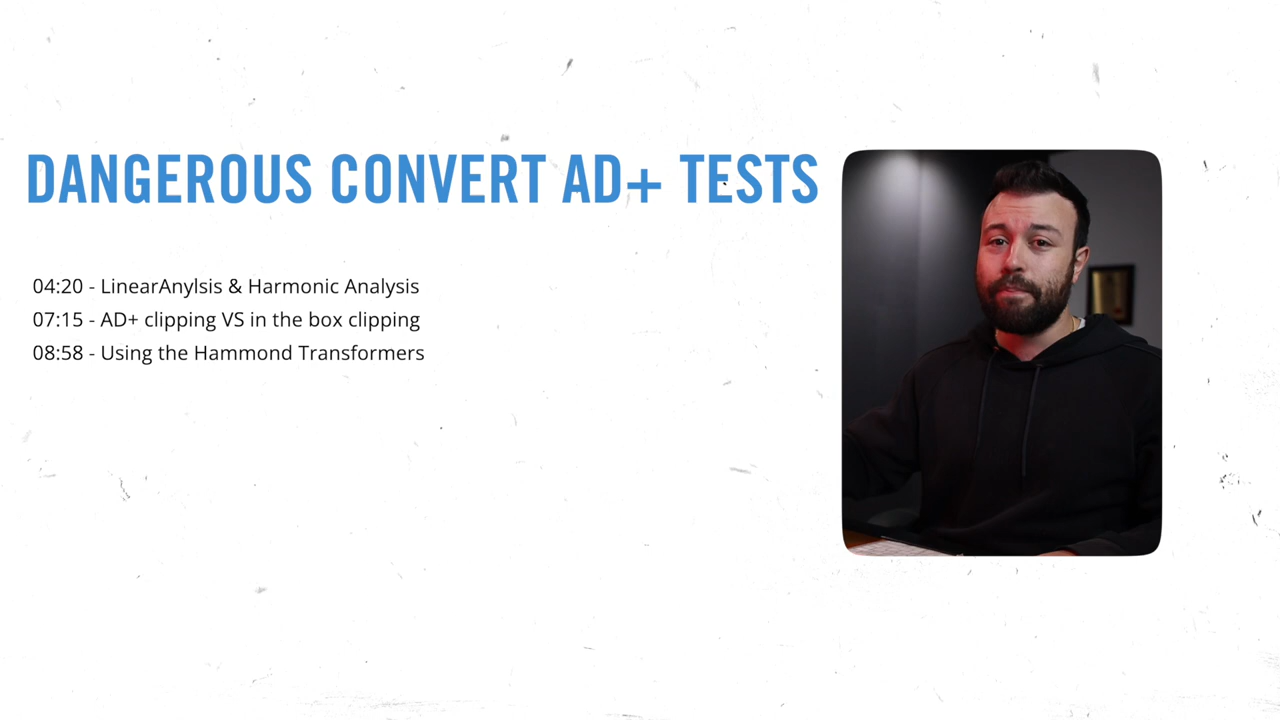 DANGEROUS CONVERT AD+ TESTS
04:20 - LinearAnylsis & Harmonic Analysis
07:15 - AD+ clipping VS in the box clipping
08:58 - Using the Hammond Transformers